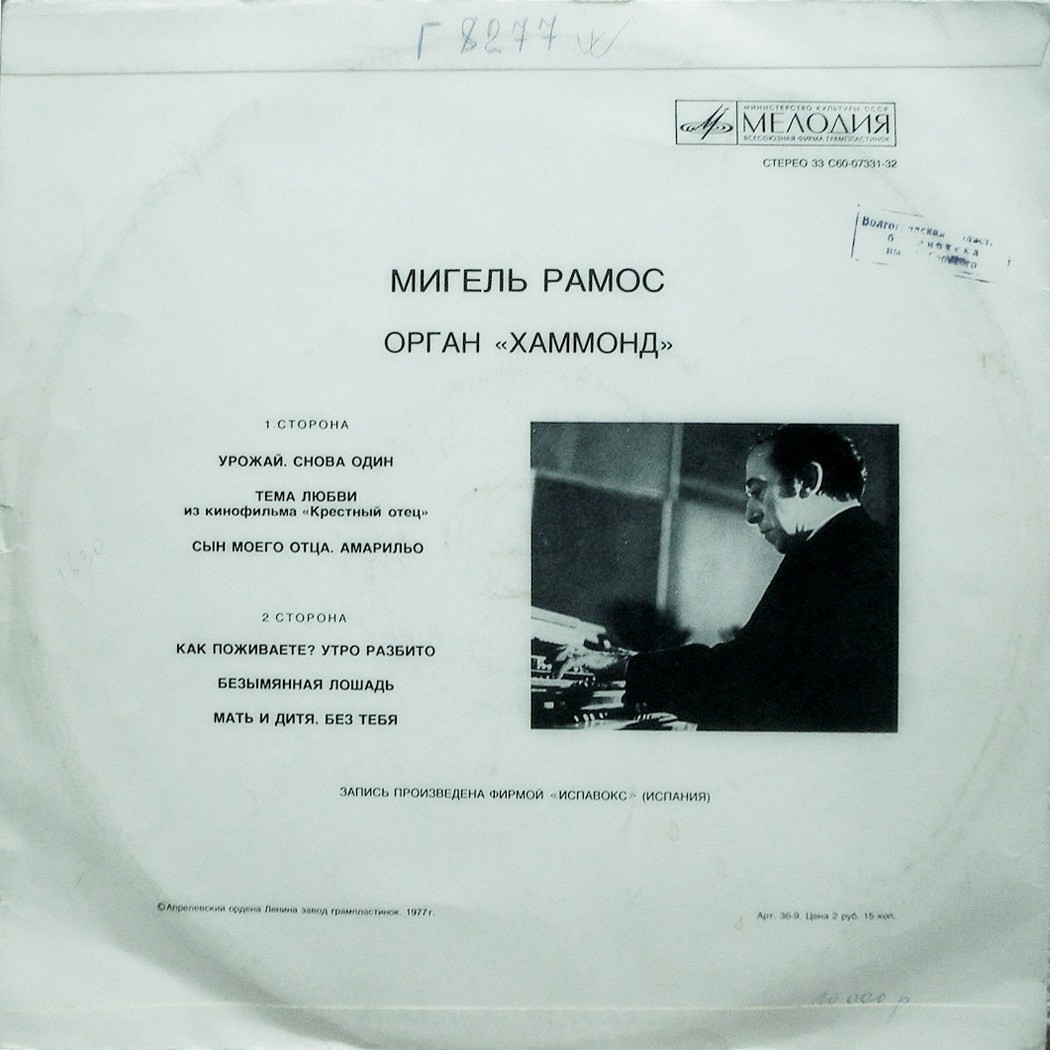 Г 8277
МИНИСТЕРСТВО КУЛЬТУРЫ СССР
МЕЛОДИЯ
ВСЕСОЮЗНАЯ ФИРМА ГРАМПЛАСТИНОК
СТЕРЕО 33 С60-07331-32
МИГЕЛЬ РАМОС
ОРГАН «ХАММОНД»
1 СТОРОНА
УРОЖАЙ. СНОВА ОДИН
ТЕМА ЛЮБВИ
из кинофильма «Крестный отец»
СЫН МОЕГО ОТЦА. АМАРИЛЬО
2 СТОРОНА
КАК ПОЖИВАЕТЕ? УТРО РАЗБИТО
БЕЗЫМЯННАЯ ЛОШАДЬ
МАТЬ И ДИТЯ. БЕЗ ТЕБЯ
ЗАПИСЬ ПРОИЗВЕДЕНА ФИРМОЙ «ИСПАВОКС» (ИСПАНИЯ)
©Апрелевский ордена Ленина завод грампластинок. 1977 г.
Арт. 36-9. Цена 2 руб. 15 коп.
10 000 р